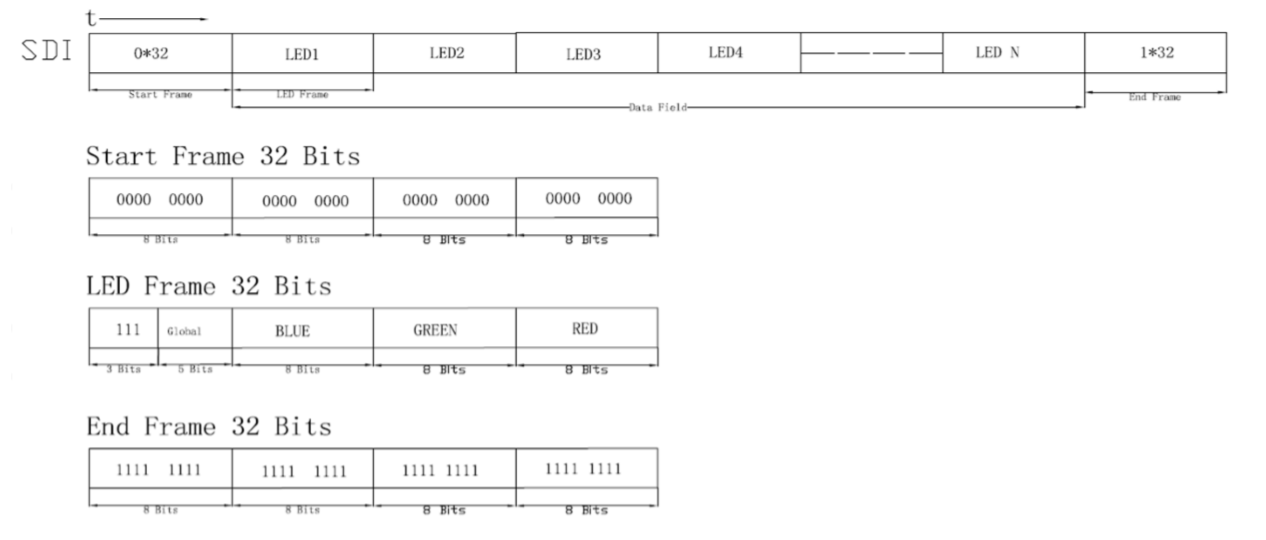 t
SDI 0*32 LED1 LED2 LED3 LED4 LED N 1*32
Start Frame LED Frame Data Field End Frame
Start Frame 32 Bits
0000 0000 0000 0000 0000 0000 0000 0000
8 Bits 8 Bits 8 BIts 8 BIts
LED Frame 32 Bits
111 Global BLUE GREEN RED
3 Bits 5 Bits 8 Bits 8 BIts 8 BIts
End Frame 32 Bits
1111 1111 1111 1111 1111 1111 1111 1111
8 Bits 8 Bits 8 BIts 8 BIts